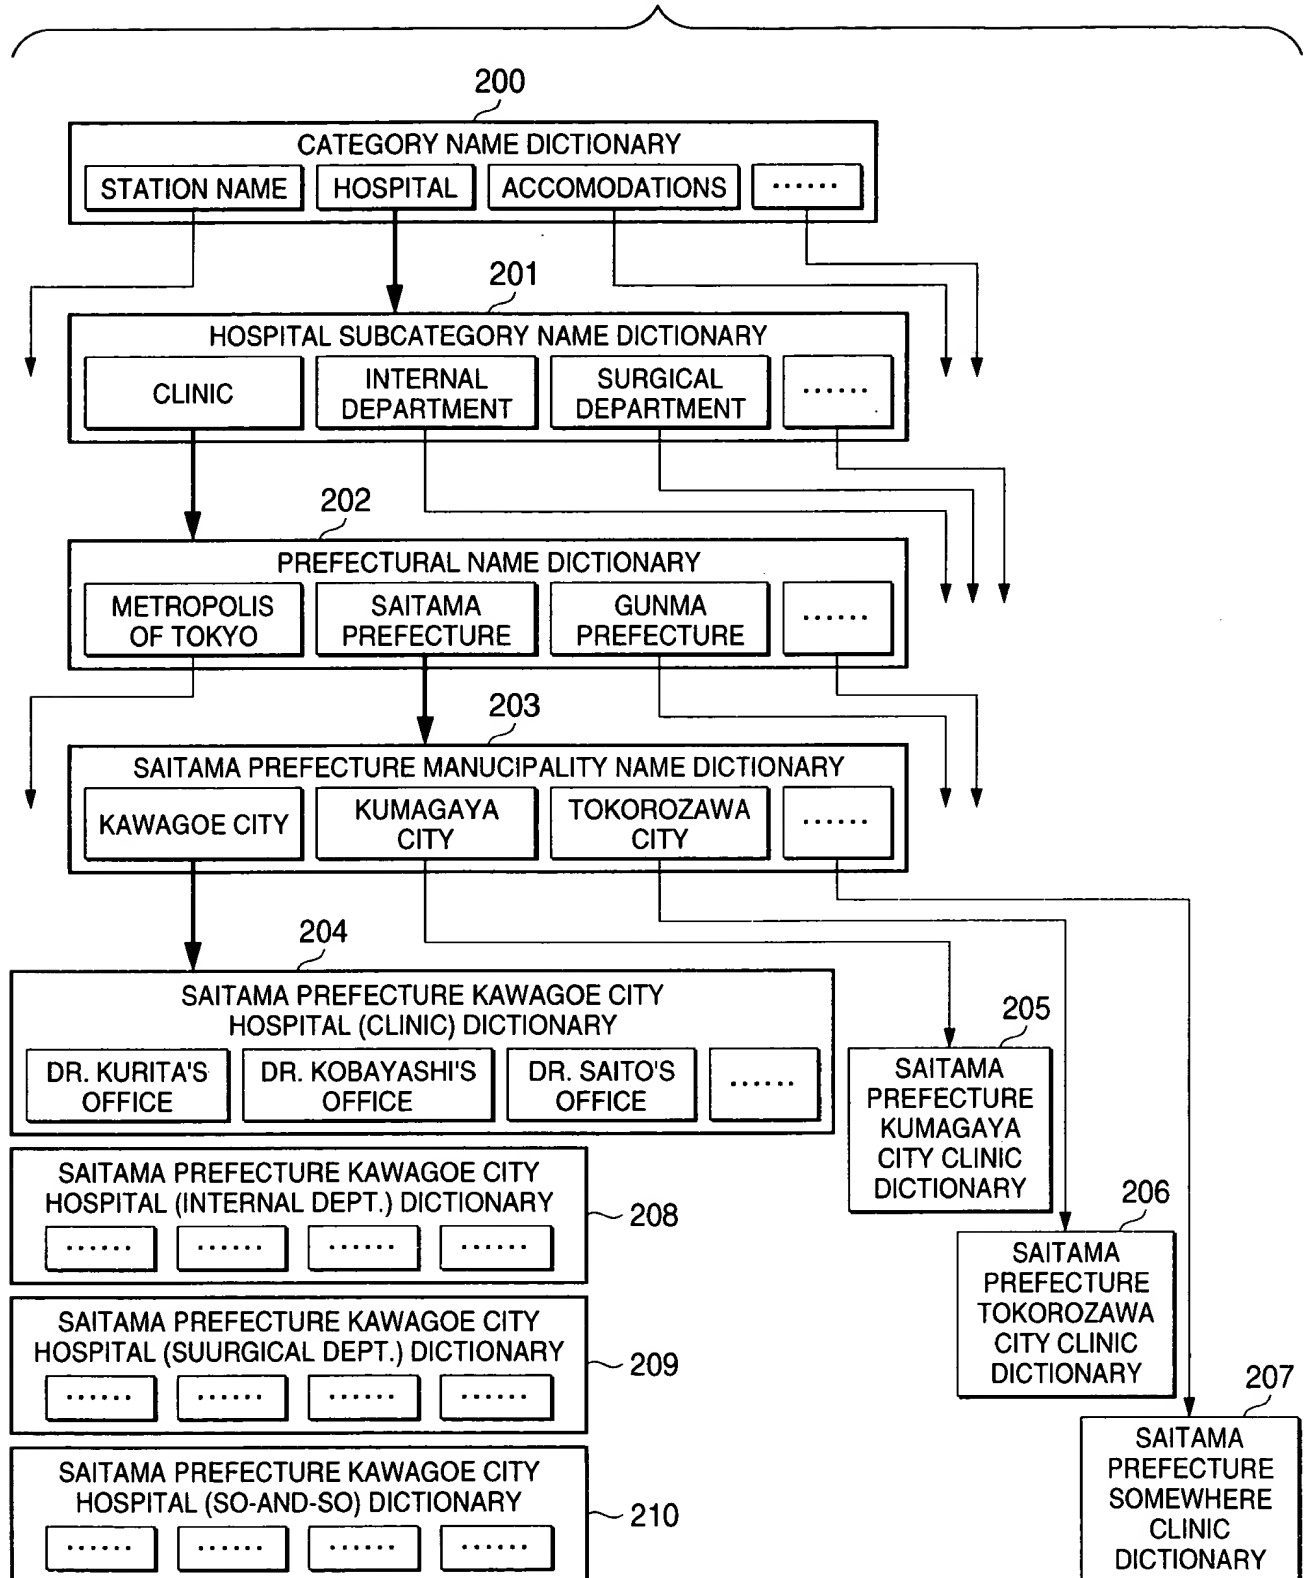 200
CATEGORY NAME DICTIONARY
STATION NAME
HOSPITAL
ACCOMODATIONS
......
201
HOSPITAL SUBCATEGORY NAME DICTIONARY
CLINIC
INTERNAL
DEPARTMENT
SURGICAL
DEPARTMENT
......
202
PREFECTURAL NAME DICTIONARY
METROPOLIS
OF TOKYO
SAITAMA
PREFECTURE
GUNMA
PREFECTURE
......
203
SAITAMA PREFECTURE MANUCIPALITY NAME DICTIONARY
KAWAGOE CITY
KUMAGAYA
CITY
TOKOROZAWA
CITY
......
204
SAITAMA PREFECTURE KAWAGOE CITY
HOSPITAL (CLINIC) DICTIONARY
DR. KURITA'S
OFFICE
DR. KOBAYASHI'S
OFFICE
DR. SAITO'S
OFFICE
......
205
SAITAMA
PREFECTURE
KUMAGAYA
CITY CLINIC
DICTIONARY
SAITAMA PREFECTURE KAWAGOE CITY
HOSPITAL (INTERNAL DEPT.) DICTIONARY
......
......
......
......
208
206
SAITAMA
PREFECTURE
TOKOROZAWA
CITY CLINIC
DICTIONARY
SAITAMA PREFECTURE KAWAGOE CITY
HOSPITAL (SUURGICAL DEPT.) DICTIONARY
......
......
......
......
209
207
SAITAMA
PREFECTURE
SOMEWHERE
CLINIC
DICTIONARY
SAITAMA PREFECTURE KAWAGOE CITY
HOSPITAL (SO-AND-SO) DICTIONARY
......
......
......
......
210